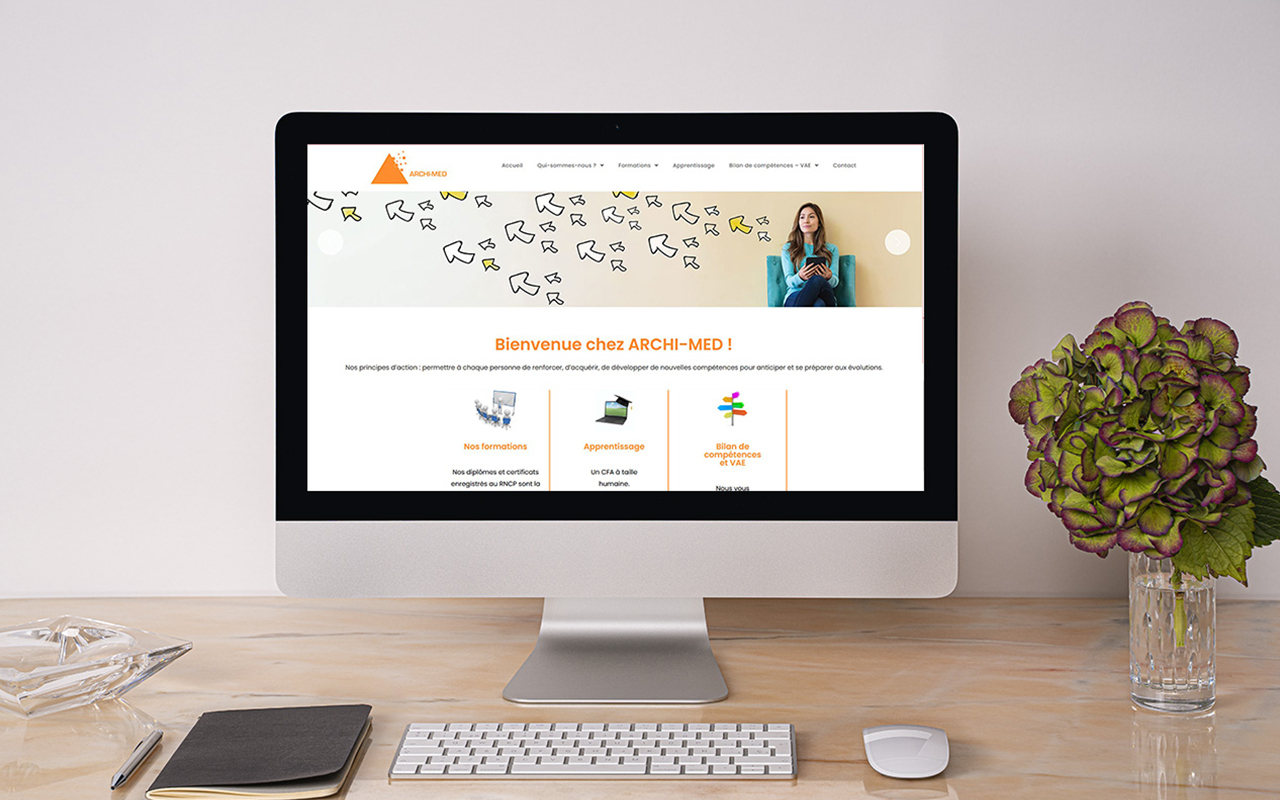 ARCHI-MED
Accueil Qui-sommes-nous ? Formations Apprentissage Bilan de compétences – VAE Contact
Bienvenue chez ARCHI-MED !
Nos principes d'action : permettre à chaque personne de renforcer, d'acquérir, de développer de nouvelles compétences pour anticiper et se préparer aux évolutions.
Nos formations
Nos diplômes et certificats
enregistrés au RNCP sont la
Apprentissage
Un CFA à taille
humaine.
Bilan de
compétences
et VAE
Nous vous